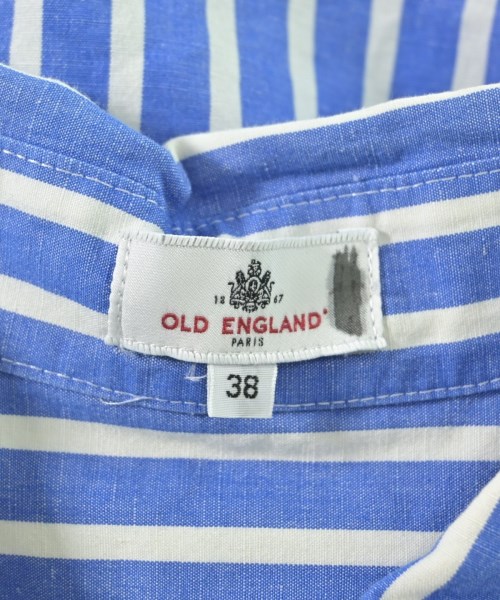 18 67
OLD ENGLAND
PARIS
38